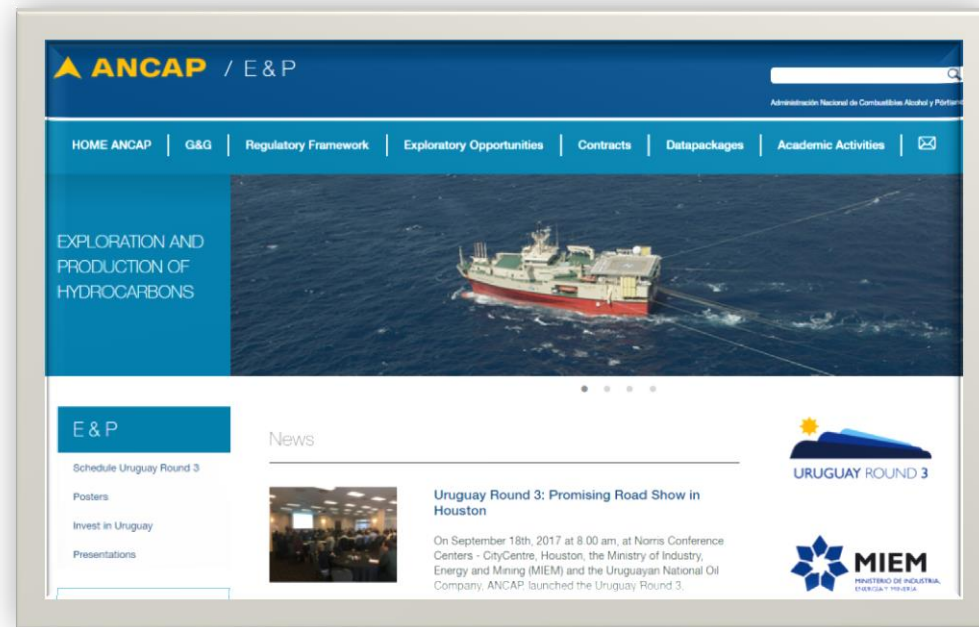 ANCAP / E & P
Administración Nacional de Combustibles Alcohol y Pórtland
HOME ANCAP
G&G
Regulatory Framework
Exploratory Opportunities
Contracts
Datapackages
Academic Activities
EXPLORATION AND
PRODUCTION OF
HYDROCARBONS
E & P
Schedule Uruguay Round 3
Posters
Invest in Uruguay
Presentations
News
Uruguay Round 3: Promising Road Show in
Houston
On September 18th, 2017 at 8.00 am, at Norris Conference
Centers - CityCentre, Houston, the Ministry of Industry,
Energy and Mining (MIEM) and the Uruguayan National Oil
Company, ANCAP, launched the Uruguay Round 3.
URUGUAY ROUND 3
MIEM
MINISTERIO DE INDUSTRIA,
ENERGÍA Y MINERÍA